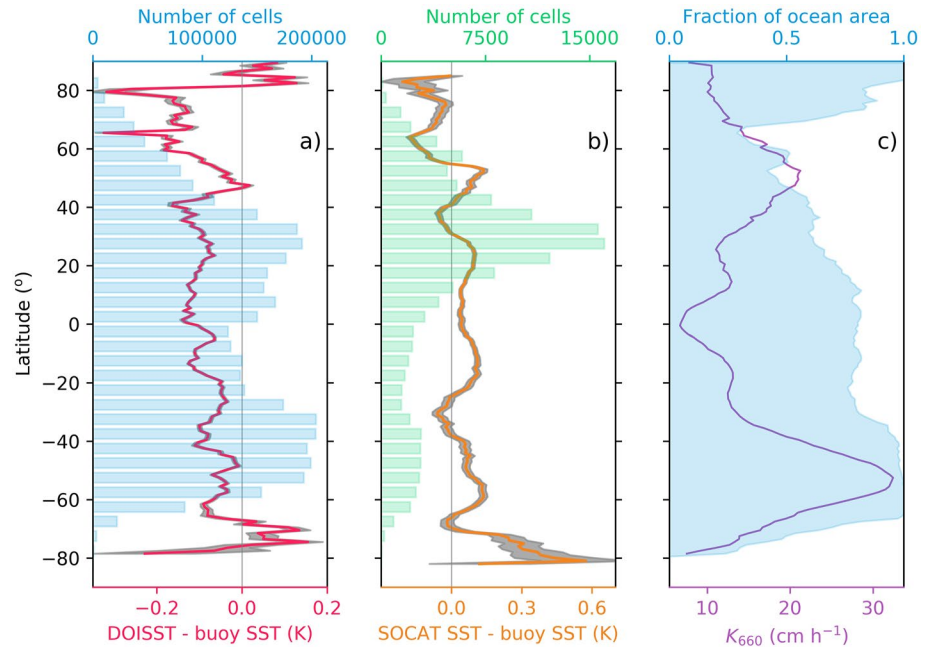 Number of cells
Number of cells
Fraction of ocean area
0 100000 200000
0 7500 15000
0.0 0.5 1.0
a)
b)
c)
Latitude (º)
80
60
40
20
0
−20
−40
−60
−80
−0.2 0.0 0.2
0.0 0.3 0.6
10 20 30
DOISST - buoy SST (K)
SOCAT SST - buoy SST (K)
K₆₆₀ (cm h⁻¹)